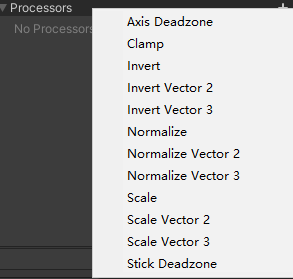 Processors
No Processors
Axis Deadzone
Clamp
Invert
Invert Vector 2
Invert Vector 3
Normalize
Normalize Vector 2
Normalize Vector 3
Scale
Scale Vector 2
Scale Vector 3
Stick Deadzone